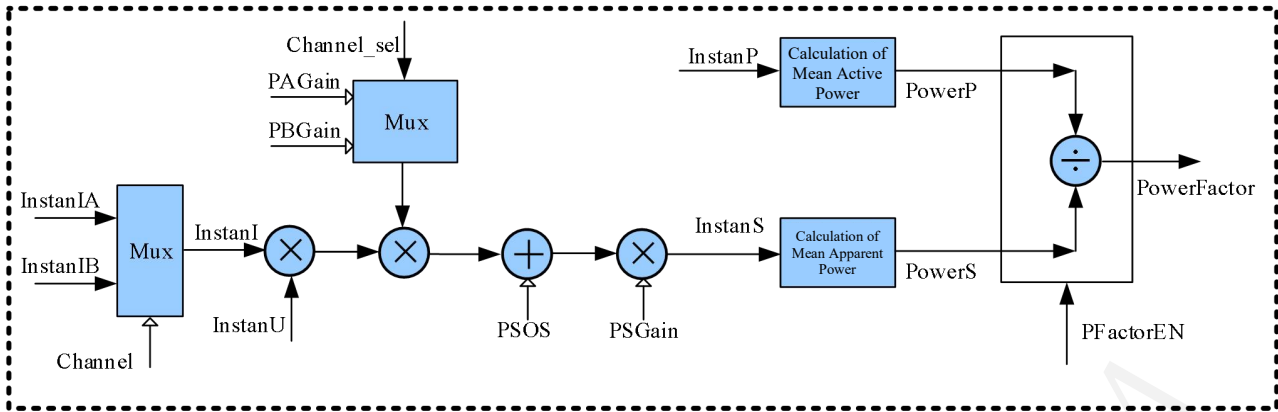 Channel_sel
PAGain
PBGain
Mux
InstanP
Calculation of
Mean Active
Power
PowerP
÷
PowerFactor
InstanIA
InstanIB
Mux
InstanI
×
InstanU
×
+
PSOS
×
PSGain
InstanS
Calculation of
Mean Apparent
Power
PowerS
Channel
PFactorEN